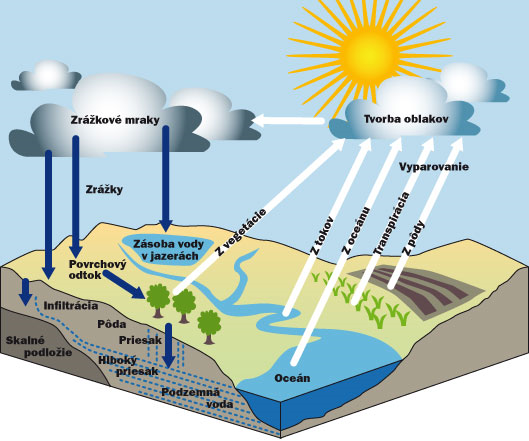 Zrážkové mraky
Tvorba oblakov
Vyparovanie
Zrážky
Z vegetácie
Z tokov
Z oceánu
Transpirácia
Z pôdy
Zásoba vody
v jazerách
Povrchový
odtok
Infiltrácia
Pôda
Priesak
Skalné
podložie
Hlboký
priesak
Podzemná
voda
Oceán